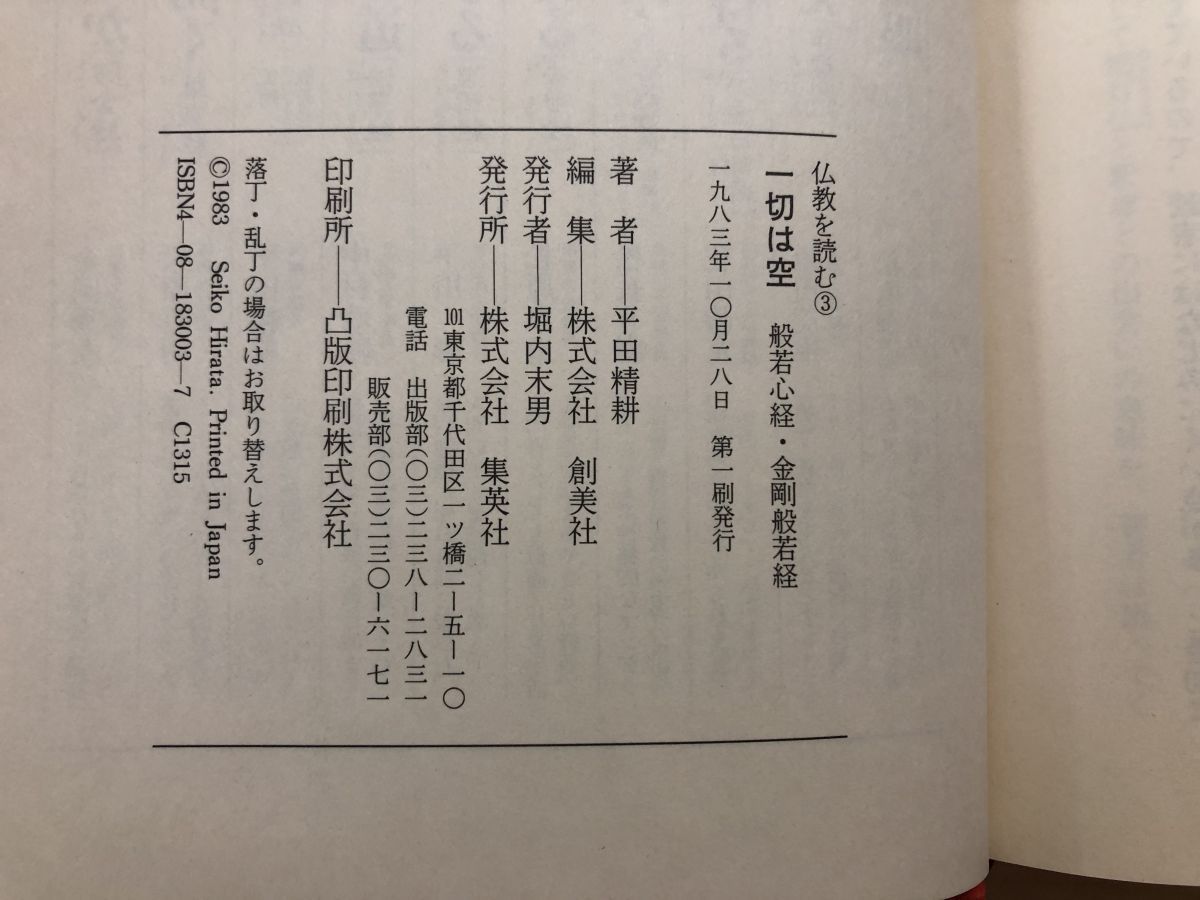 仏教を読む③
一切は空　般若心経・金剛般若経
一九八三年一〇月二八日　第一刷発行
著　者――平田精耕
編　集――株式会社　創美社
発行者――堀内末男
発行所――株式会社　集英社
101東京都千代田区一ツ橋二―五―一〇
電話　出版部(〇三)二三八―二八三一
販売部(〇三)二三〇―六一七一
印刷所――凸版印刷株式会社
落丁・乱丁の場合はお取り替えします。
©1983　Seiko Hirata. Printed in Japan
ISBN4―08―183003―7　C1315